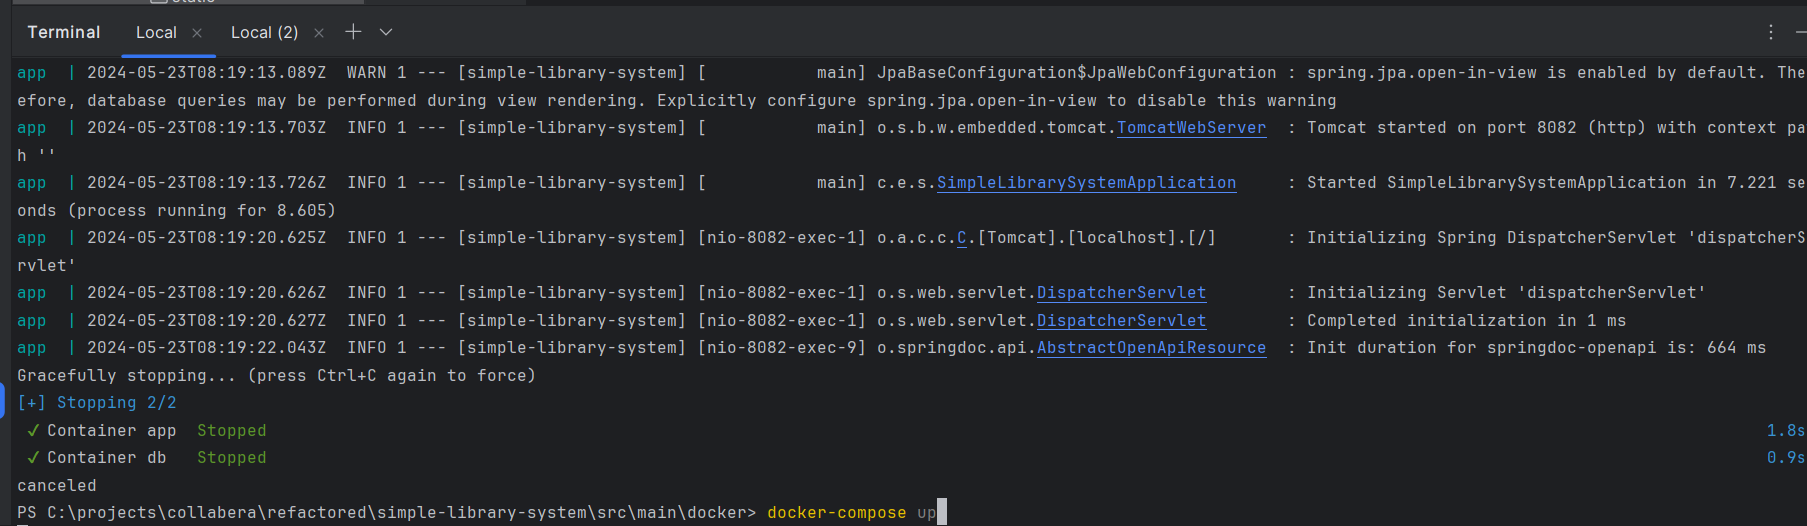 static
Terminal Local × Local (2) ×
app | 2024-05-23T08:19:13.089Z WARN 1 --- [simple-library-system] [ main] JpaBaseConfiguration$JpaWebConfiguration : spring.jpa.open-in-view is enabled by default. The
efore, database queries may be performed during view rendering. Explicitly configure spring.jpa.open-in-view to disable this warning
app | 2024-05-23T08:19:13.703Z INFO 1 --- [simple-library-system] [ main] o.s.b.w.embedded.tomcat.TomcatWebServer : Tomcat started on port 8082 (http) with context pa
h ''
app | 2024-05-23T08:19:13.726Z INFO 1 --- [simple-library-system] [ main] c.e.s.SimpleLibrarySystemApplication : Started SimpleLibrarySystemApplication in 7.221 se
onds (process running for 8.605)
app | 2024-05-23T08:19:20.625Z INFO 1 --- [simple-library-system] [nio-8082-exec-1] o.a.c.c.C.[Tomcat].[localhost].[/] : Initializing Spring DispatcherServlet 'dispatcherS
rvlet'
app | 2024-05-23T08:19:20.626Z INFO 1 --- [simple-library-system] [nio-8082-exec-1] o.s.web.servlet.DispatcherServlet : Initializing Servlet 'dispatcherServlet'
app | 2024-05-23T08:19:20.627Z INFO 1 --- [simple-library-system] [nio-8082-exec-1] o.s.web.servlet.DispatcherServlet : Completed initialization in 1 ms
app | 2024-05-23T08:19:22.043Z INFO 1 --- [simple-library-system] [nio-8082-exec-9] o.springdoc.api.AbstractOpenApiResource : Init duration for springdoc-openapi is: 664 ms
Gracefully stopping... (press Ctrl+C again to force)
[+] Stopping 2/2
✓ Container app Stopped 1.8s
✓ Container db Stopped 0.9s
canceled
PS C:\projects\collabera\refactored\simple-library-system\src\main\docker> docker-compose up